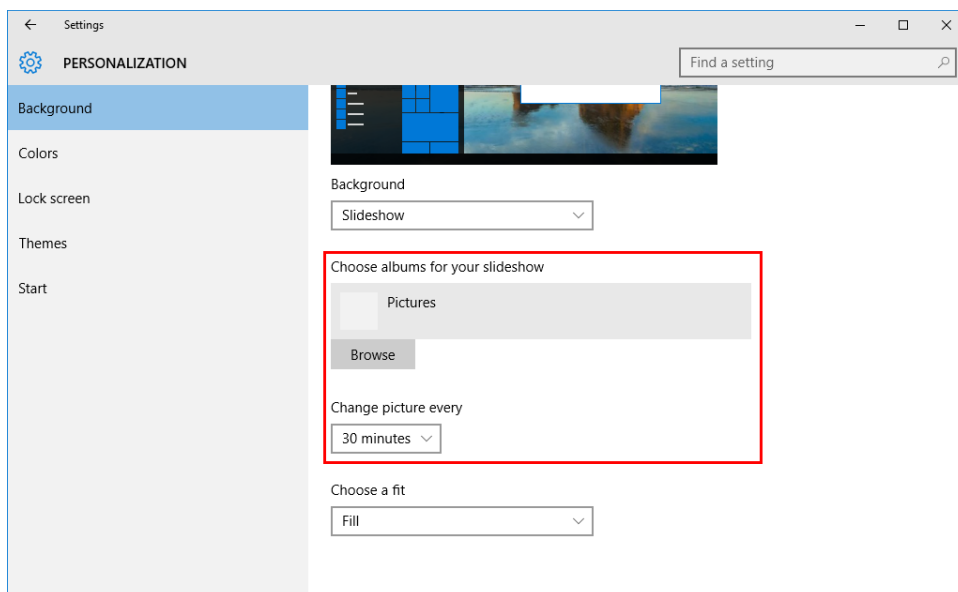 Settings
PERSONALIZATION
Find a setting
Background
Colors
Lock screen
Themes
Start
Background
Slideshow
Choose albums for your slideshow
Pictures
Browse
Change picture every
30 minutes
Choose a fit
Fill